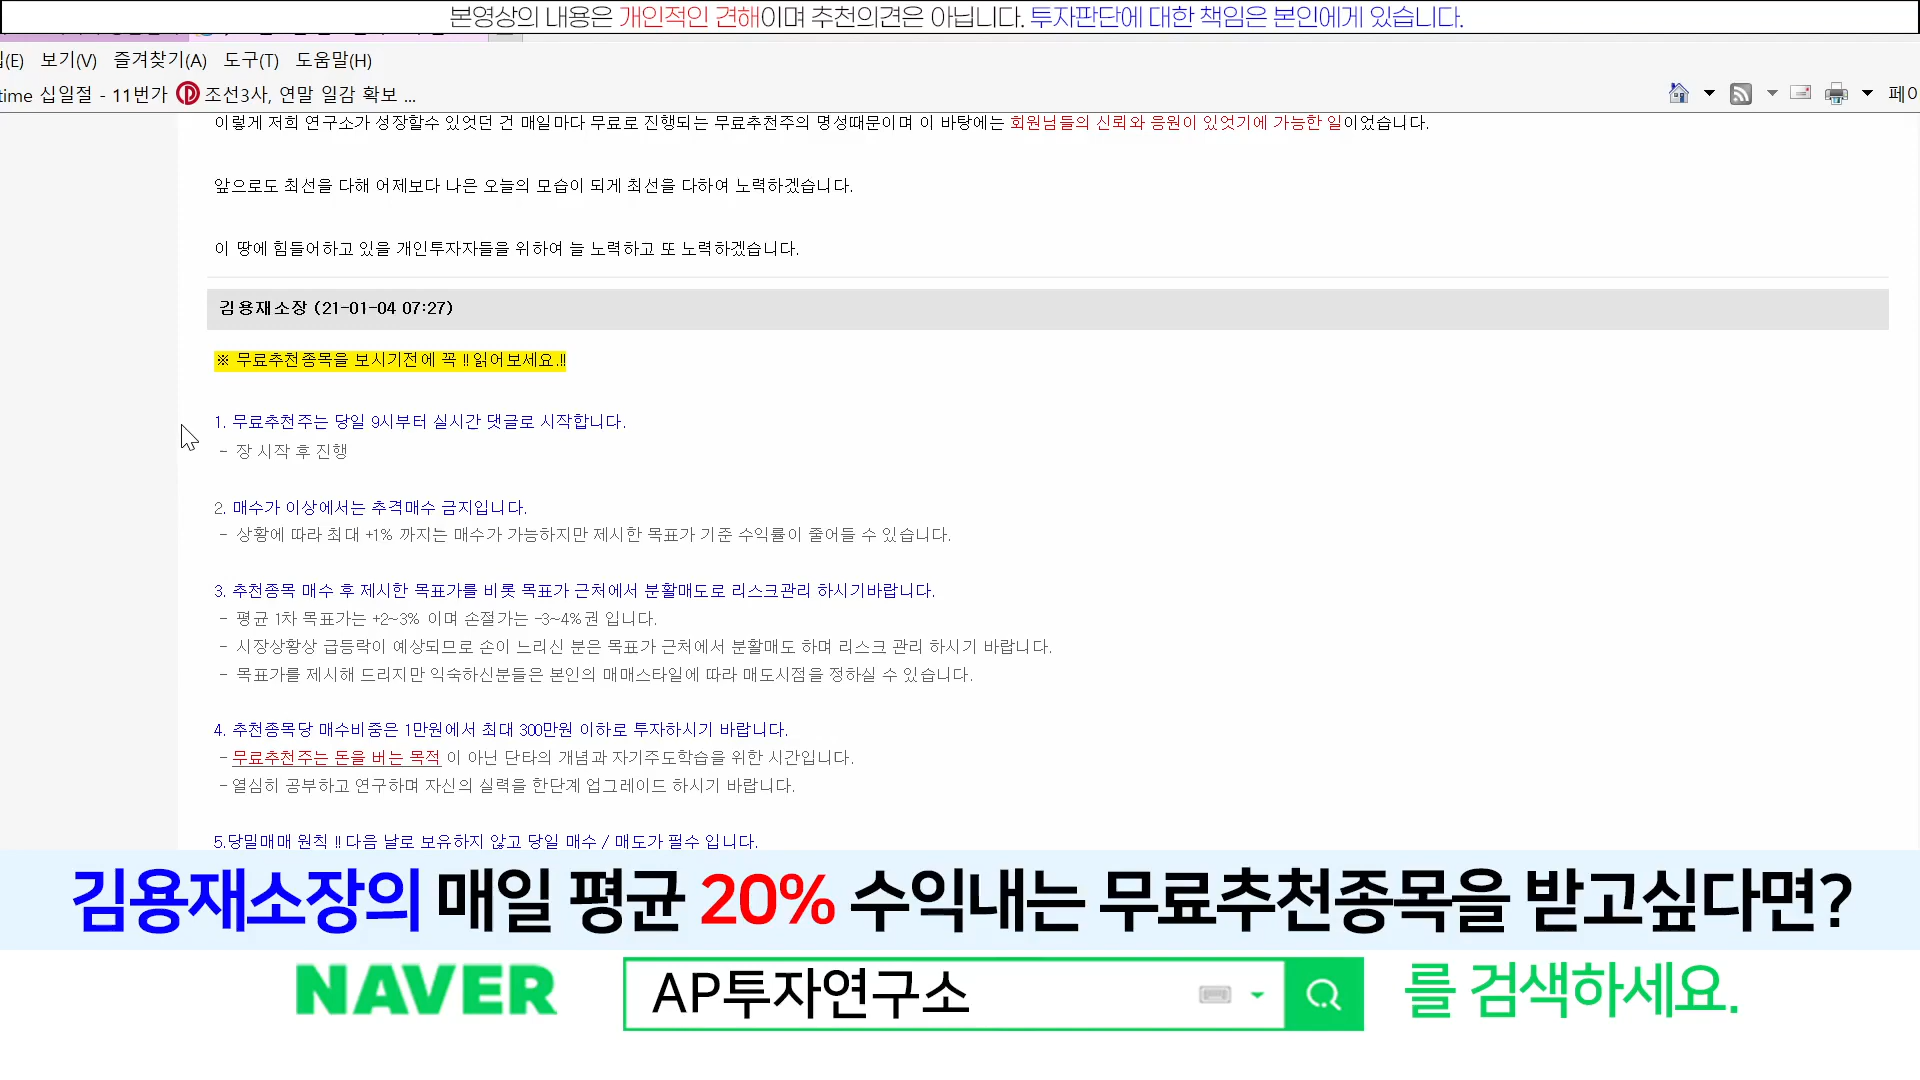 본영상의 내용은 개인적인 견해이며 추천의견은 아닙니다. 투자판단에 대한 책임은 본인에게 있습니다.
(E) 보기(V) 즐겨찾기(A) 도구(T) 도움말(H)
time 십일절 - 11번가 조선3사, 연말 일감 확보 ... 페이
이렇게 저희 연구소가 성장할수 있엇던 건 매일마다 무료로 진행되는 무료추천주의 명성때문이며 이 바탕에는 회원님들의 신뢰와 응원이 있엇기에 가능한 일이었습니다.
앞으로도 최선을 다해 어제보다 나은 오늘의 모습이 되게 최선을 다하여 노력하겠습니다.
이 땅에 힘들어하고 있을 개인투자자들을 위하여 늘 노력하고 또 노력하겠습니다.
김용재소장 (21-01-04 07:27)
※ 무료추천종목을 보시기전에 꼭 !! 읽어보세요.!!
1. 무료추천주는 당일 9시부터 실시간 댓글로 시작합니다.
- 장 시작 후 진행
2. 매수가 이상에서는 추격매수 금지입니다.
- 상황에 따라 최대 +1% 까지는 매수가 가능하지만 제시한 목표가 기준 수익률이 줄어들 수 있습니다.
3. 추천종목 매수 후 제시한 목표가를 비롯 목표가 근처에서 분활매도로 리스크관리 하시기바랍니다.
- 평균 1차 목표가는 +2~3% 이며 손절가는 -3~4%권 입니다.
- 시장상황상 급등락이 예상되므로 손이 느리신 분은 목표가 근처에서 분활매도 하며 리스크 관리 하시기 바랍니다.
- 목표가를 제시해 드리지만 익숙하신분들은 본인의 매매스타일에 따라 매도시점을 정하실 수 있습니다.
4. 추천종목당 매수비중은 1만원에서 최대 300만원 이하로 투자하시기 바랍니다.
- 무료추천주는 돈을 버는 목적 이 아닌 단타의 개념과 자기주도학습을 위한 시간입니다.
- 열심히 공부하고 연구하며 자신의 실력을 한단계 업그레이드 하시기 바랍니다.
5.당밀매매 원칙 !! 다음 날로 보유하지 않고 당일 매수 / 매도가 펄수 입니다.
김용재소장의 매일 평균 20% 수익내는 무료추천종목을 받고싶다면?
NAVER AP투자연구소 를 검색하세요.